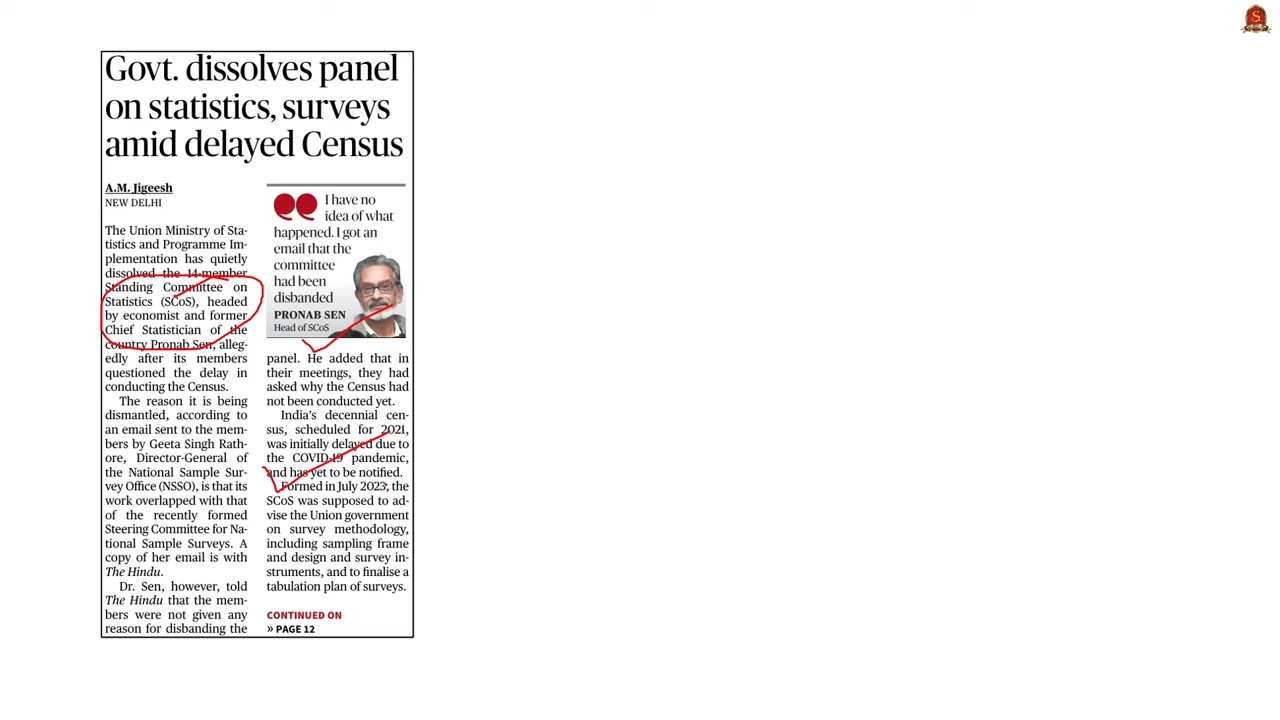 Govt. dissolves panel
on statistics, surveys
amid delayed Census
A.M. Jigeesh
NEW DELHI
The Union Ministry of Sta-
tistics and Programme Im-
plementation has quietly
dissolved the 14-member
Standing Committee on
Statistics (SCoS), headed
by economist and former
Chief Statistician of the
country Pronab Sen, alleg-
edly after its members
questioned the delay in
conducting the Census.
The reason it is being
dismantled, according to
an email sent to the mem-
bers by Geeta Singh Rath-
ore, Director-General of
the National Sample Sur-
vey Office (NSSO), is that its
work overlapped with that
of the recently formed
Steering Committee for Na-
tional Sample Surveys. A
copy of her email is with
The Hindu.
Dr. Sen, however, told
The Hindu that the mem-
bers were not given any
reason for disbanding the
I have no
idea of what
happened. I got an
email that the
committee
had been
disbanded
PRONAB SEN
Head of SCoS
panel. He added that in
their meetings, they had
asked why the Census had
not been conducted yet.
India's decennial cen-
sus, scheduled for 2021,
was initially delayed due to
the COVID-19 pandemic,
and has yet to be notified.
Formed in July 2023, the
SCoS was supposed to ad-
vise the Union government
on survey methodology,
including sampling frame
and design and survey in-
struments, and to finalise a
tabulation plan of surveys.
CONTINUED ON
» PAGE 12
S